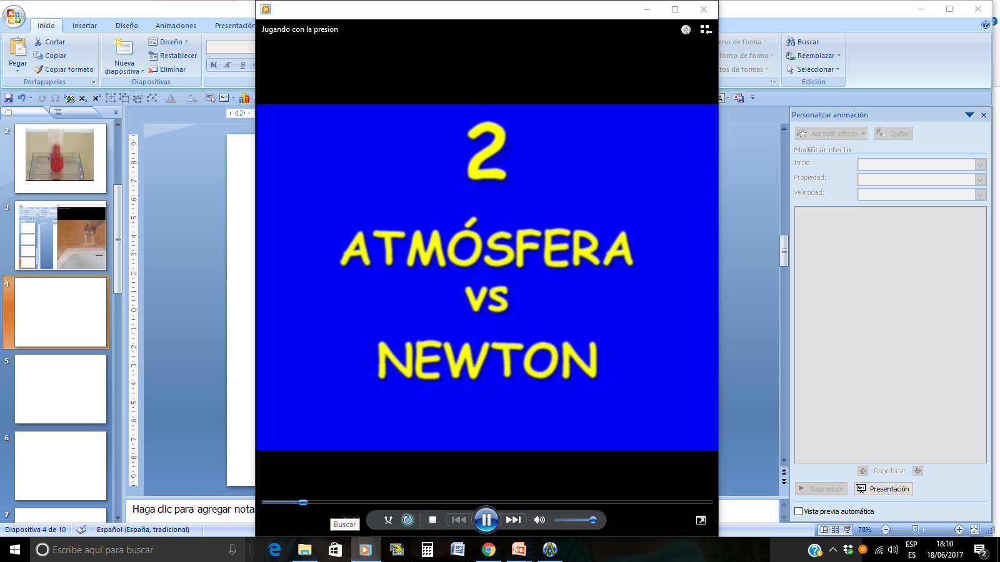 Inicio
Insertar
Diseño
Animaciones
Presentación
Pegar
Cortar
Copiar
Copiar formato
Portapapeles
Nueva
diapositiva
Diseño
Restablecer
Eliminar
Diapositivas
N K S
Jugando con la presion
eno de forma
torno de forma
tos de formas
Buscar
Reemplazar
Seleccionar
Edición
12
2
3
4
5
6
7
2
ATMÓSFERA
vs
NEWTON
Personalizar animación
Agregar efecto
Quitar
Modificar efecto
Inicio:
Propiedad:
Velocidad:
Reordenar
Reproducir
Presentación
Vista previa automática
Haga clic para agregar notas
Buscar
Diapositiva 4 de 10
Español (España, tradicional)
78%
Escribe aquí para buscar
ESP
ES
18:10
18/06/2017
2